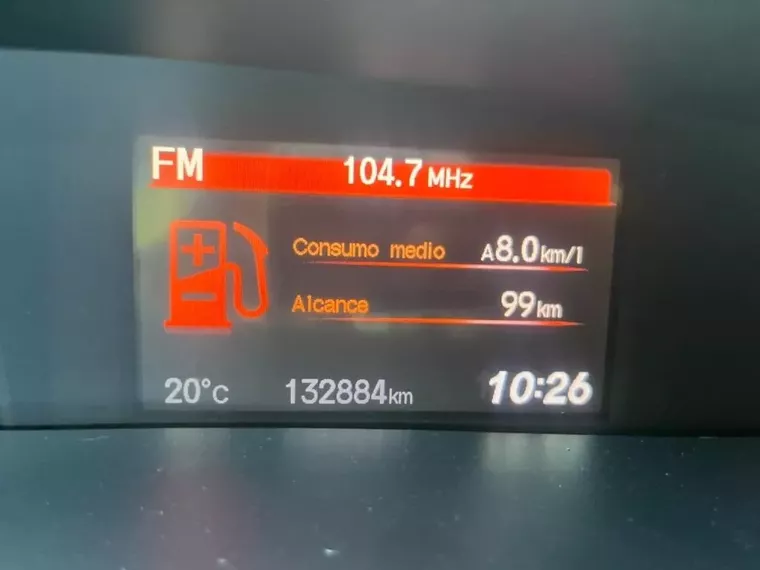 FM 104.7 MHz
Consumo medio A8.0km/l
Alcance 99km
20°C 132884km 10:26